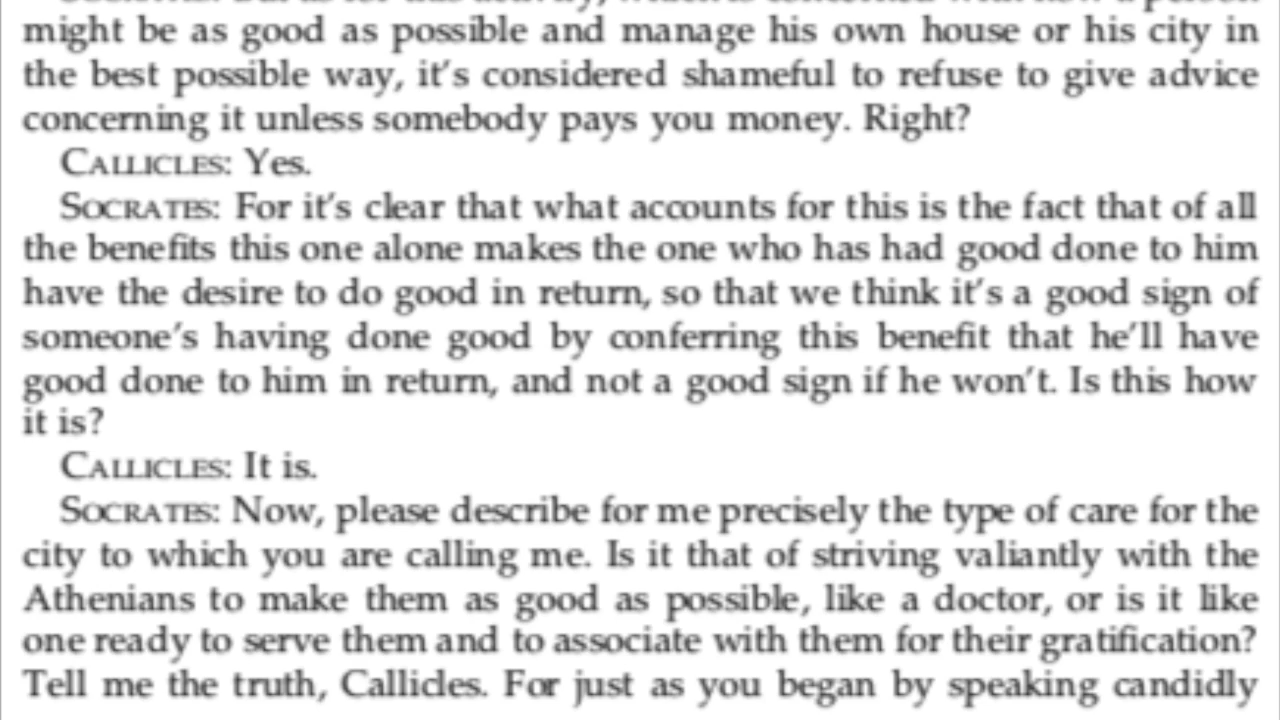 might be as good as possible and manage his own house or his city in
the best possible way, it's considered shameful to refuse to give advice
concerning it unless somebody pays you money. Right?
CALLICLES: Yes.
SOCRATES: For it's clear that what accounts for this is the fact that of all
the benefits this one alone makes the one who has had good done to him
have the desire to do good in return, so that we think it's a good sign of
someone's having done good by conferring this benefit that he'll have
good done to him in return, and not a good sign if he won't. Is this how
it is?
CALLICLES: It is.
SOCRATES: Now, please describe for me precisely the type of care for the
city to which you are calling me. Is it that of striving valiantly with the
Athenians to make them as good as possible, like a doctor, or is it like
one ready to serve them and to associate with them for their gratification?
Tell me the truth, Callicles. For just as you began by speaking candidly